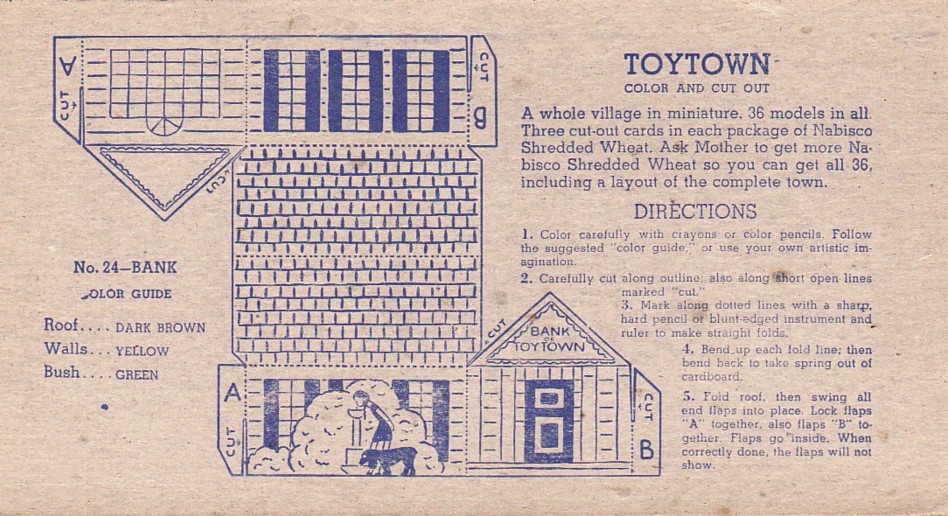 TOYTOWN
COLOR AND CUT OUT
A whole village in miniature. 36 models in all.
Three cut-out cards in each package of Nabisco
Shredded Wheat. Ask Mother to get more Na-
bisco Shredded Wheat so you can get all 36,
including a layout of the complete town.
DIRECTIONS
1. Color carefully with crayons or color pencils. Follow
the suggested "color guide," or use your own artistic im-
agination.
2. Carefully cut along outline; also along short open lines
marked "cut."
3. Mark along dotted lines with a sharp,
hard pencil or blunt-edged instrument and
ruler to make straight folds.
4. Bend up each fold line; then
bend back to take spring out of
cardboard.
5. Fold roof, then swing all
end flaps into place. Lock flaps
"A" together, also flaps "B" to-
gether. Flaps go inside. When
correctly done, the flaps will not
show.
A
CUT
CUT
B
CUT
No. 24—BANK
OLOR GUIDE
Roof.... DARK BROWN
Walls... YELLOW
Bush.... GREEN
CUT
BANK
OF
TOYTOWN
A
CUT
CUT
B